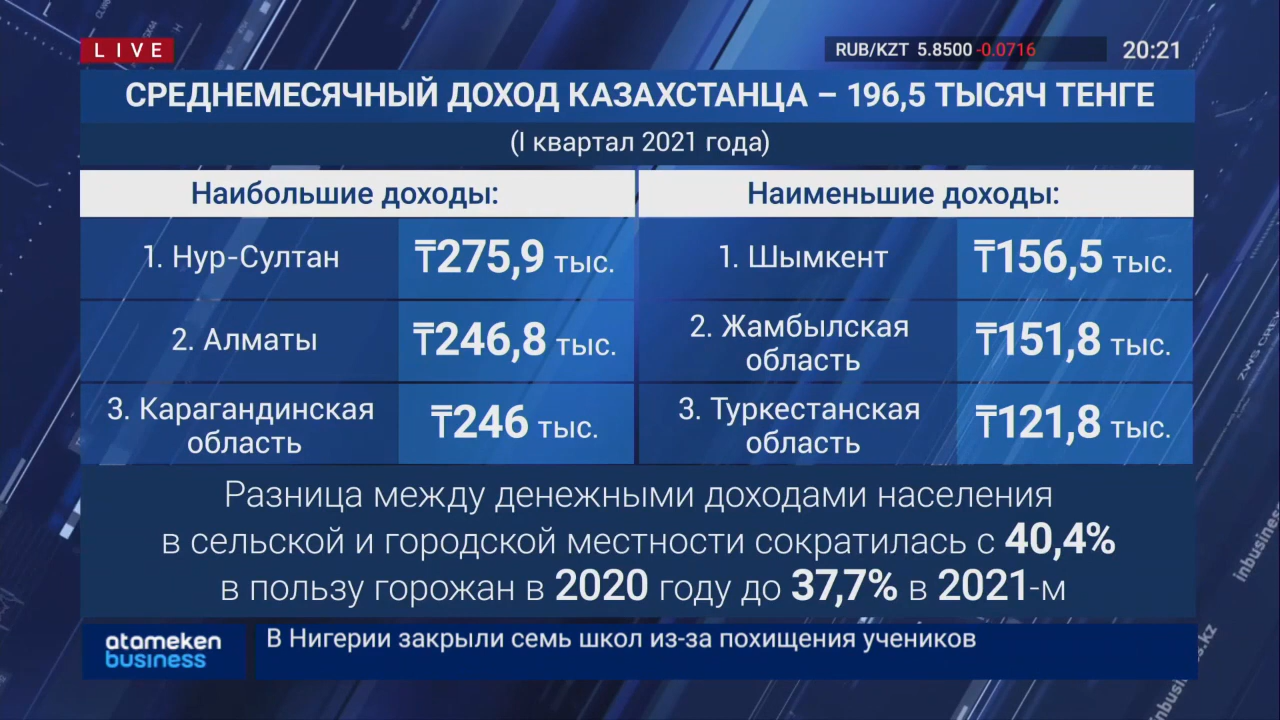 LIVE
RUB/KZT 5.8500 -0.0716
20:21
СРЕДНЕМЕСЯЧНЫЙ ДОХОД КАЗАХСТАНЦА – 196,5 ТЫСЯЧ ТЕНГЕ
(I квартал 2021 года)
Наибольшие доходы:
1. Нур-Султан
₸275,9 тыс.
2. Алматы
₸246,8 тыс.
3. Карагандинская
область
₸246 тыс.
Наименьшие доходы:
1. Шымкент
₸156,5 тыс.
2. Жамбылская
область
₸151,8 тыс.
3. Туркестанская
область
₸121,8 тыс.
Разница между денежными доходами населения
в сельской и городской местности сократилась с 40,4%
в пользу горожан в 2020 году до 37,7% в 2021-м
atameken
business
В Нигерии закрыли семь школ из-за похищения учеников
inbusiness